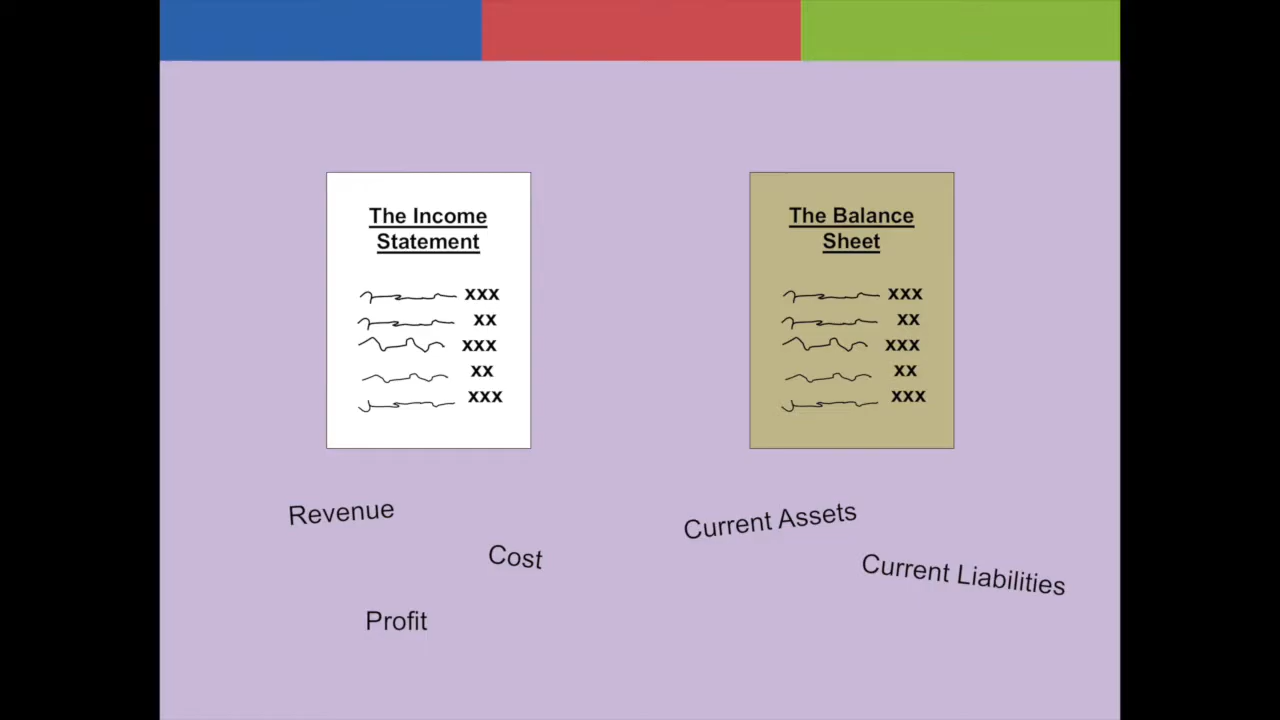 The Income
Statement
xxx
xx
xxx
xx
xxx
Revenue
Cost
Profit
The Balance
Sheet
xxx
xx
xxx
xx
xxx
Current Assets
Current Liabilities